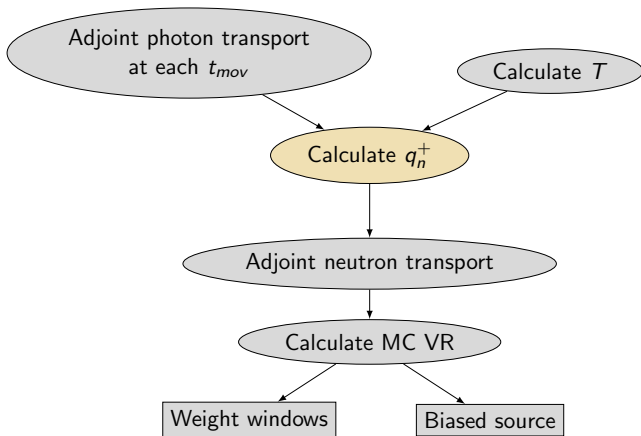 Adjoint photon transport
at each t_mov
Calculate T
Calculate q_n^+
Adjoint neutron transport
Calculate MC VR
Weight windows
Biased source